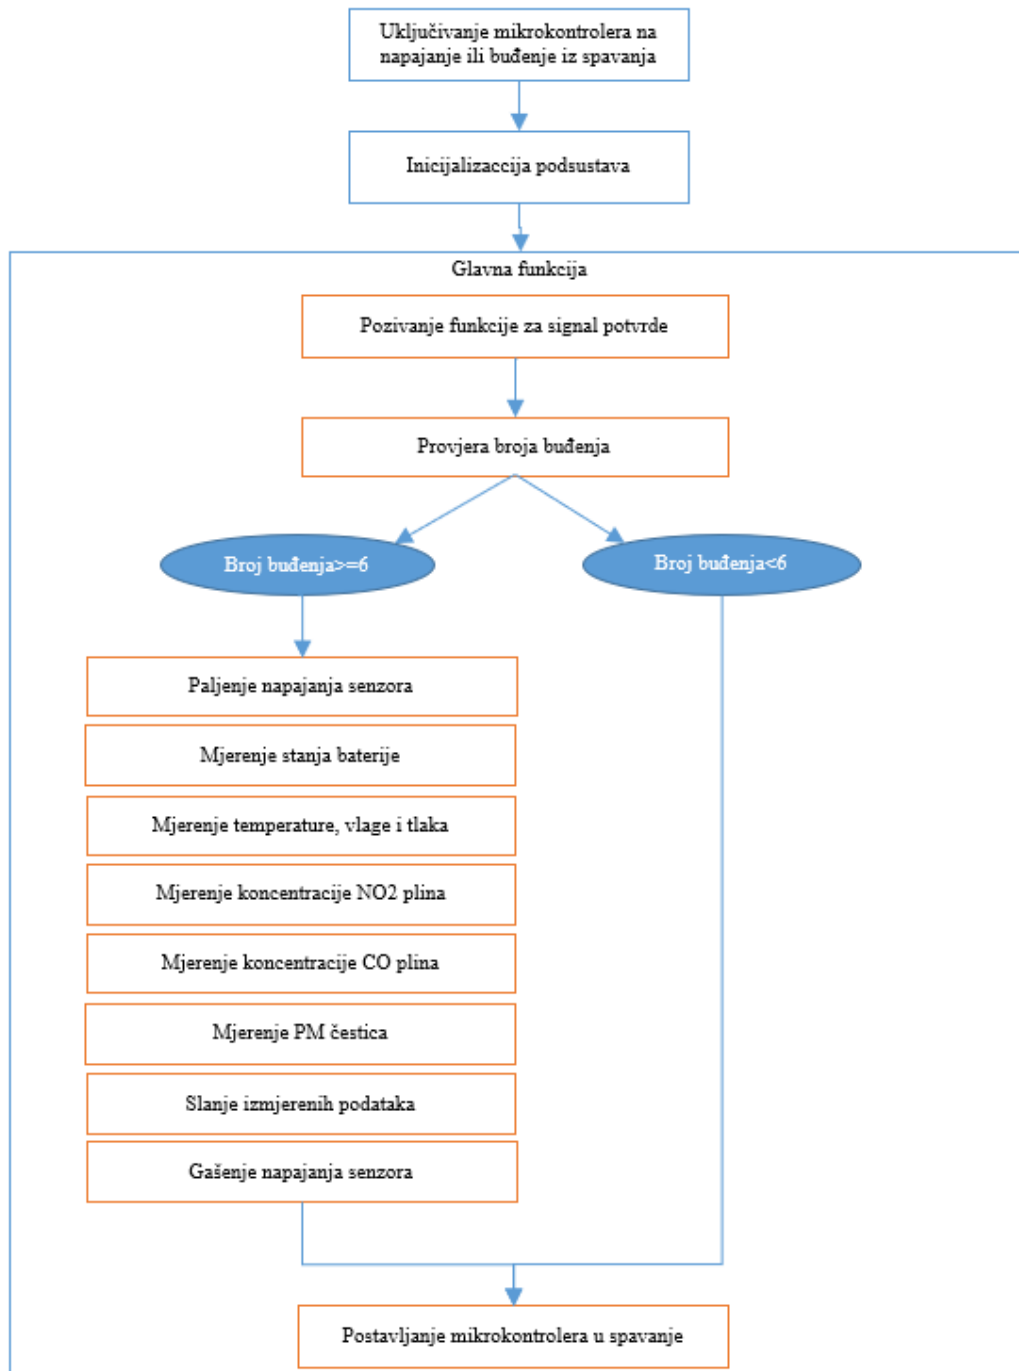 Uključivanje mikrokontrolera na
napajanje ili buđenje iz spavanja
Inicijalizaccija podsustava
Glavna funkcija
Pozivanje funkcije za signal potvrde
Provjera broja buđenja
Broj buđenja>=6
Broj buđenja<6
Paljenje napajanja senzora
Mjerenje stanja baterije
Mjerenje temperature, vlage i tlaka
Mjerenje koncentracije NO2 plina
Mjerenje koncentracije CO plina
Mjerenje PM čestica
Slanje izmjerenih podataka
Gašenje napajanja senzora
Postavljanje mikrokontrolera u spavanje